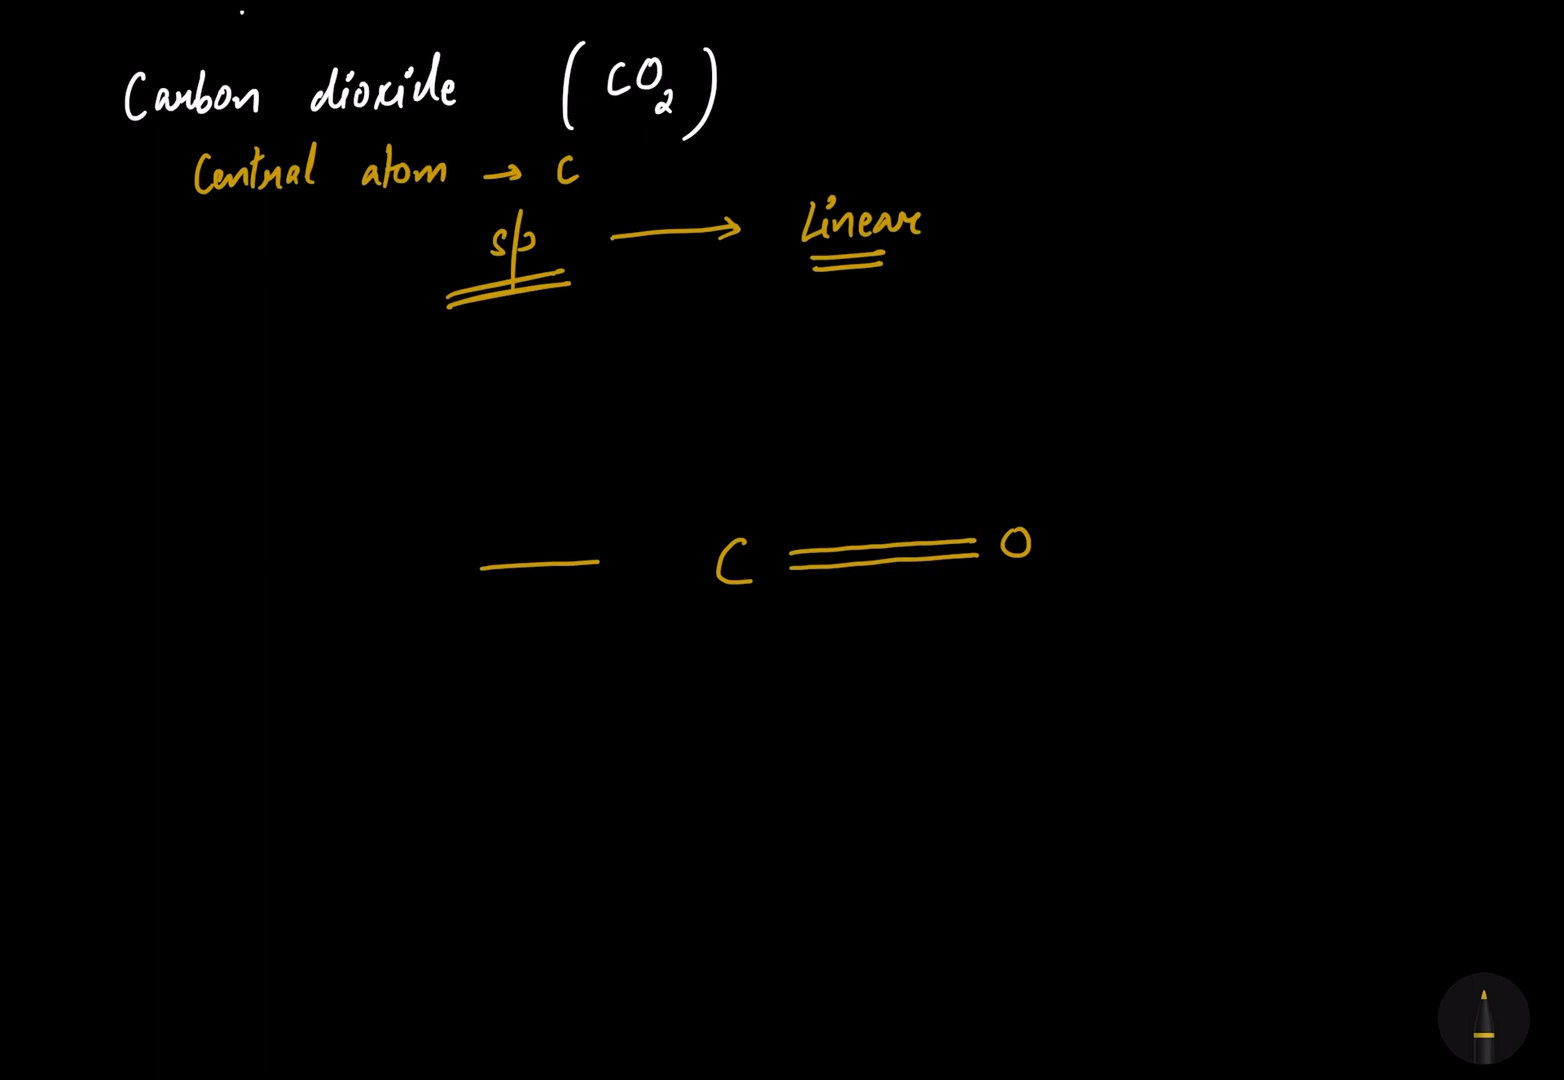 Carbon dioxide (CO₂)
Central atom → C
sp → Linear
— C = O